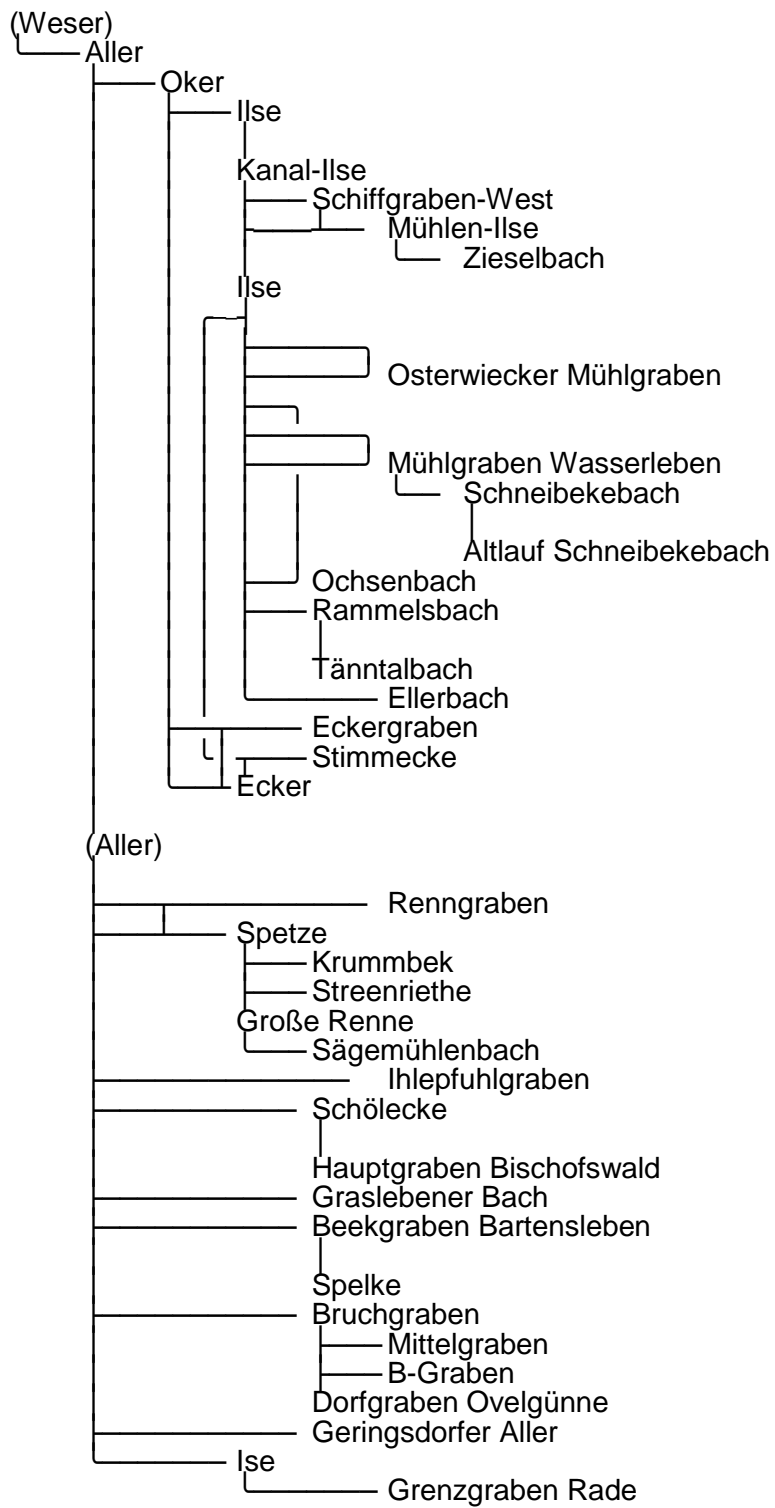 (Weser)
Aller
Oker
Ilse
Kanal-Ilse
Schiffgraben-West
Mühlen-Ilse
Zieselbach
Ilse
Osterwiecker Mühlgraben
Mühlgraben Wasserleben
Schneibekebach
Altlauf Schneibekebach
Ochsenbach
Rammelsbach
Tänntalbach
Ellerbach
Eckergraben
Stimmecke
Ecker
(Aller)
Renngraben
Spetze
Krummbek
Streenriethe
Große Renne
Sägemühlenbach
Ihlepfuhlgraben
Schölecke
Hauptgraben Bischofswald
Graslebener Bach
Beekgraben Bartensleben
Spelke
Bruchgraben
Mittelgraben
B-Graben
Dorfgraben Ovelgünne
Geringsdorfer Aller
Ise
Grenzgraben Rade